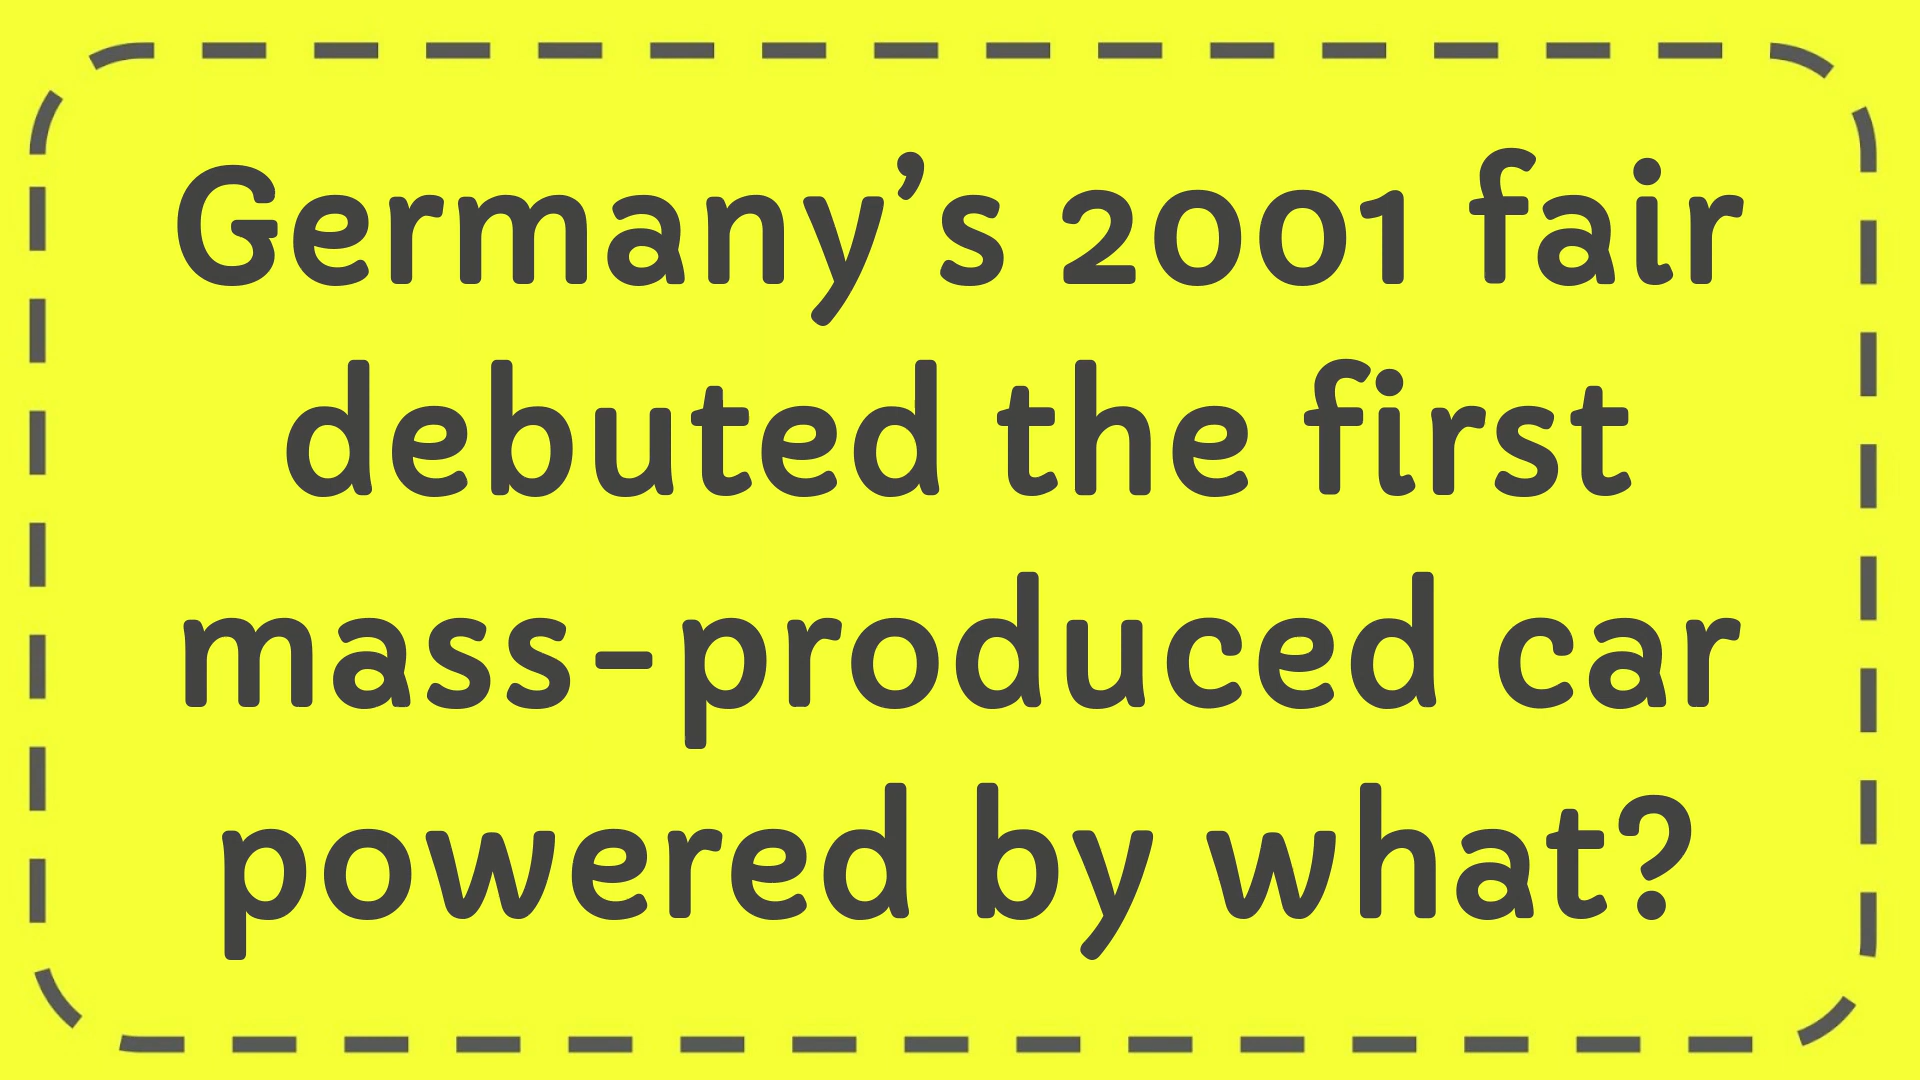 Germany’s 2001 fair
debuted the first
mass-produced car
powered by what?